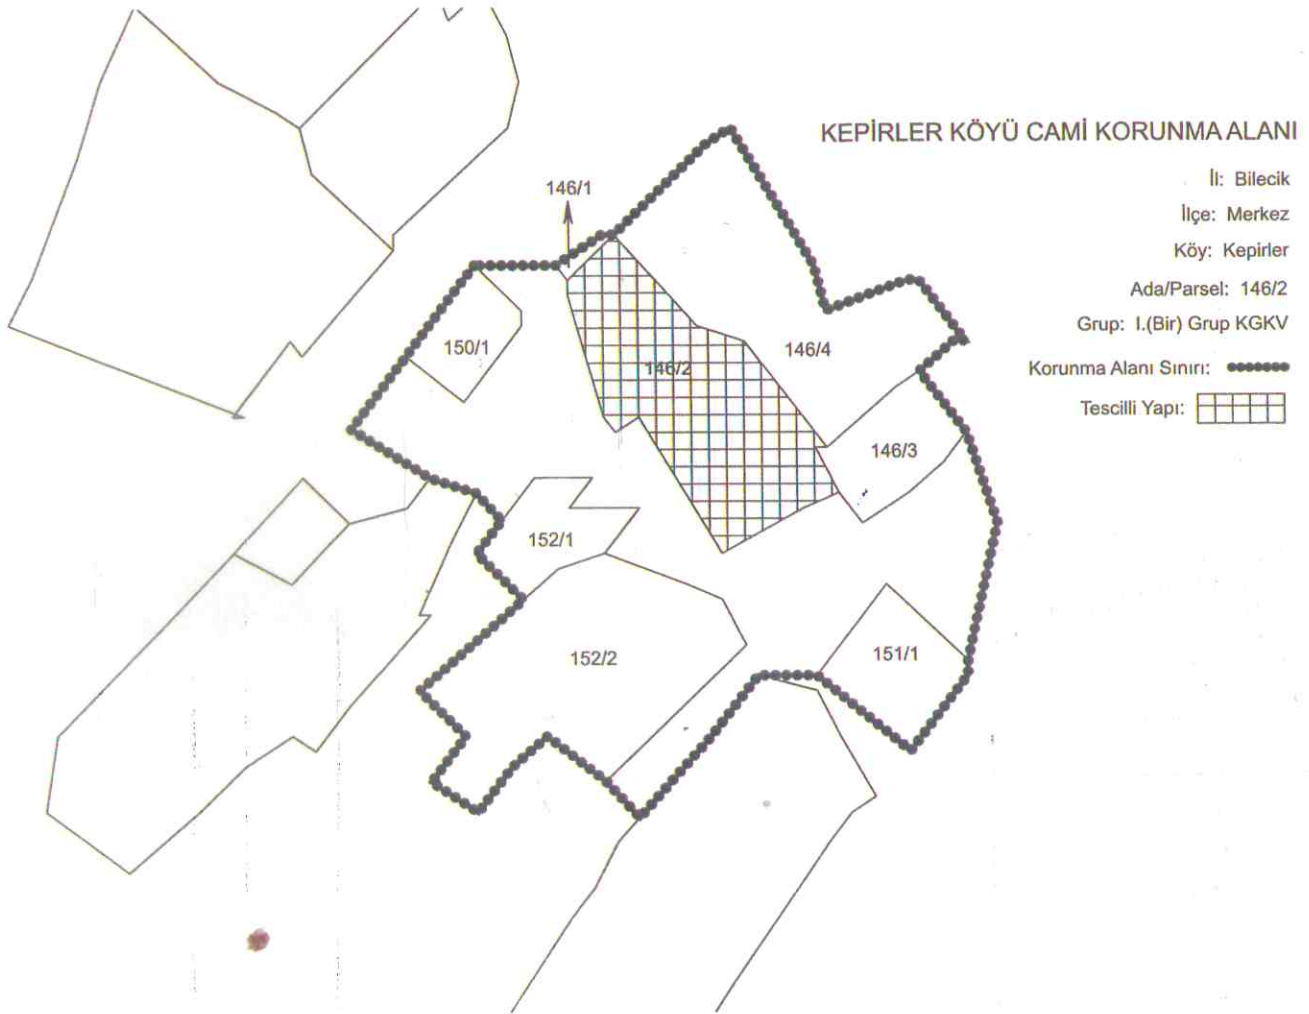 KEPİRLER KÖYÜ CAMİ KORUNMA ALANI
İl: Bilecik
İlçe: Merkez
Köy: Kepirler
Ada/Parsel: 146/2
Grup: I.(Bir) Grup KGKV
Korunma Alanı Sınırı:
Tescilli Yapı:
146/1
150/1
146/2
146/4
146/3
152/1
152/2
151/1